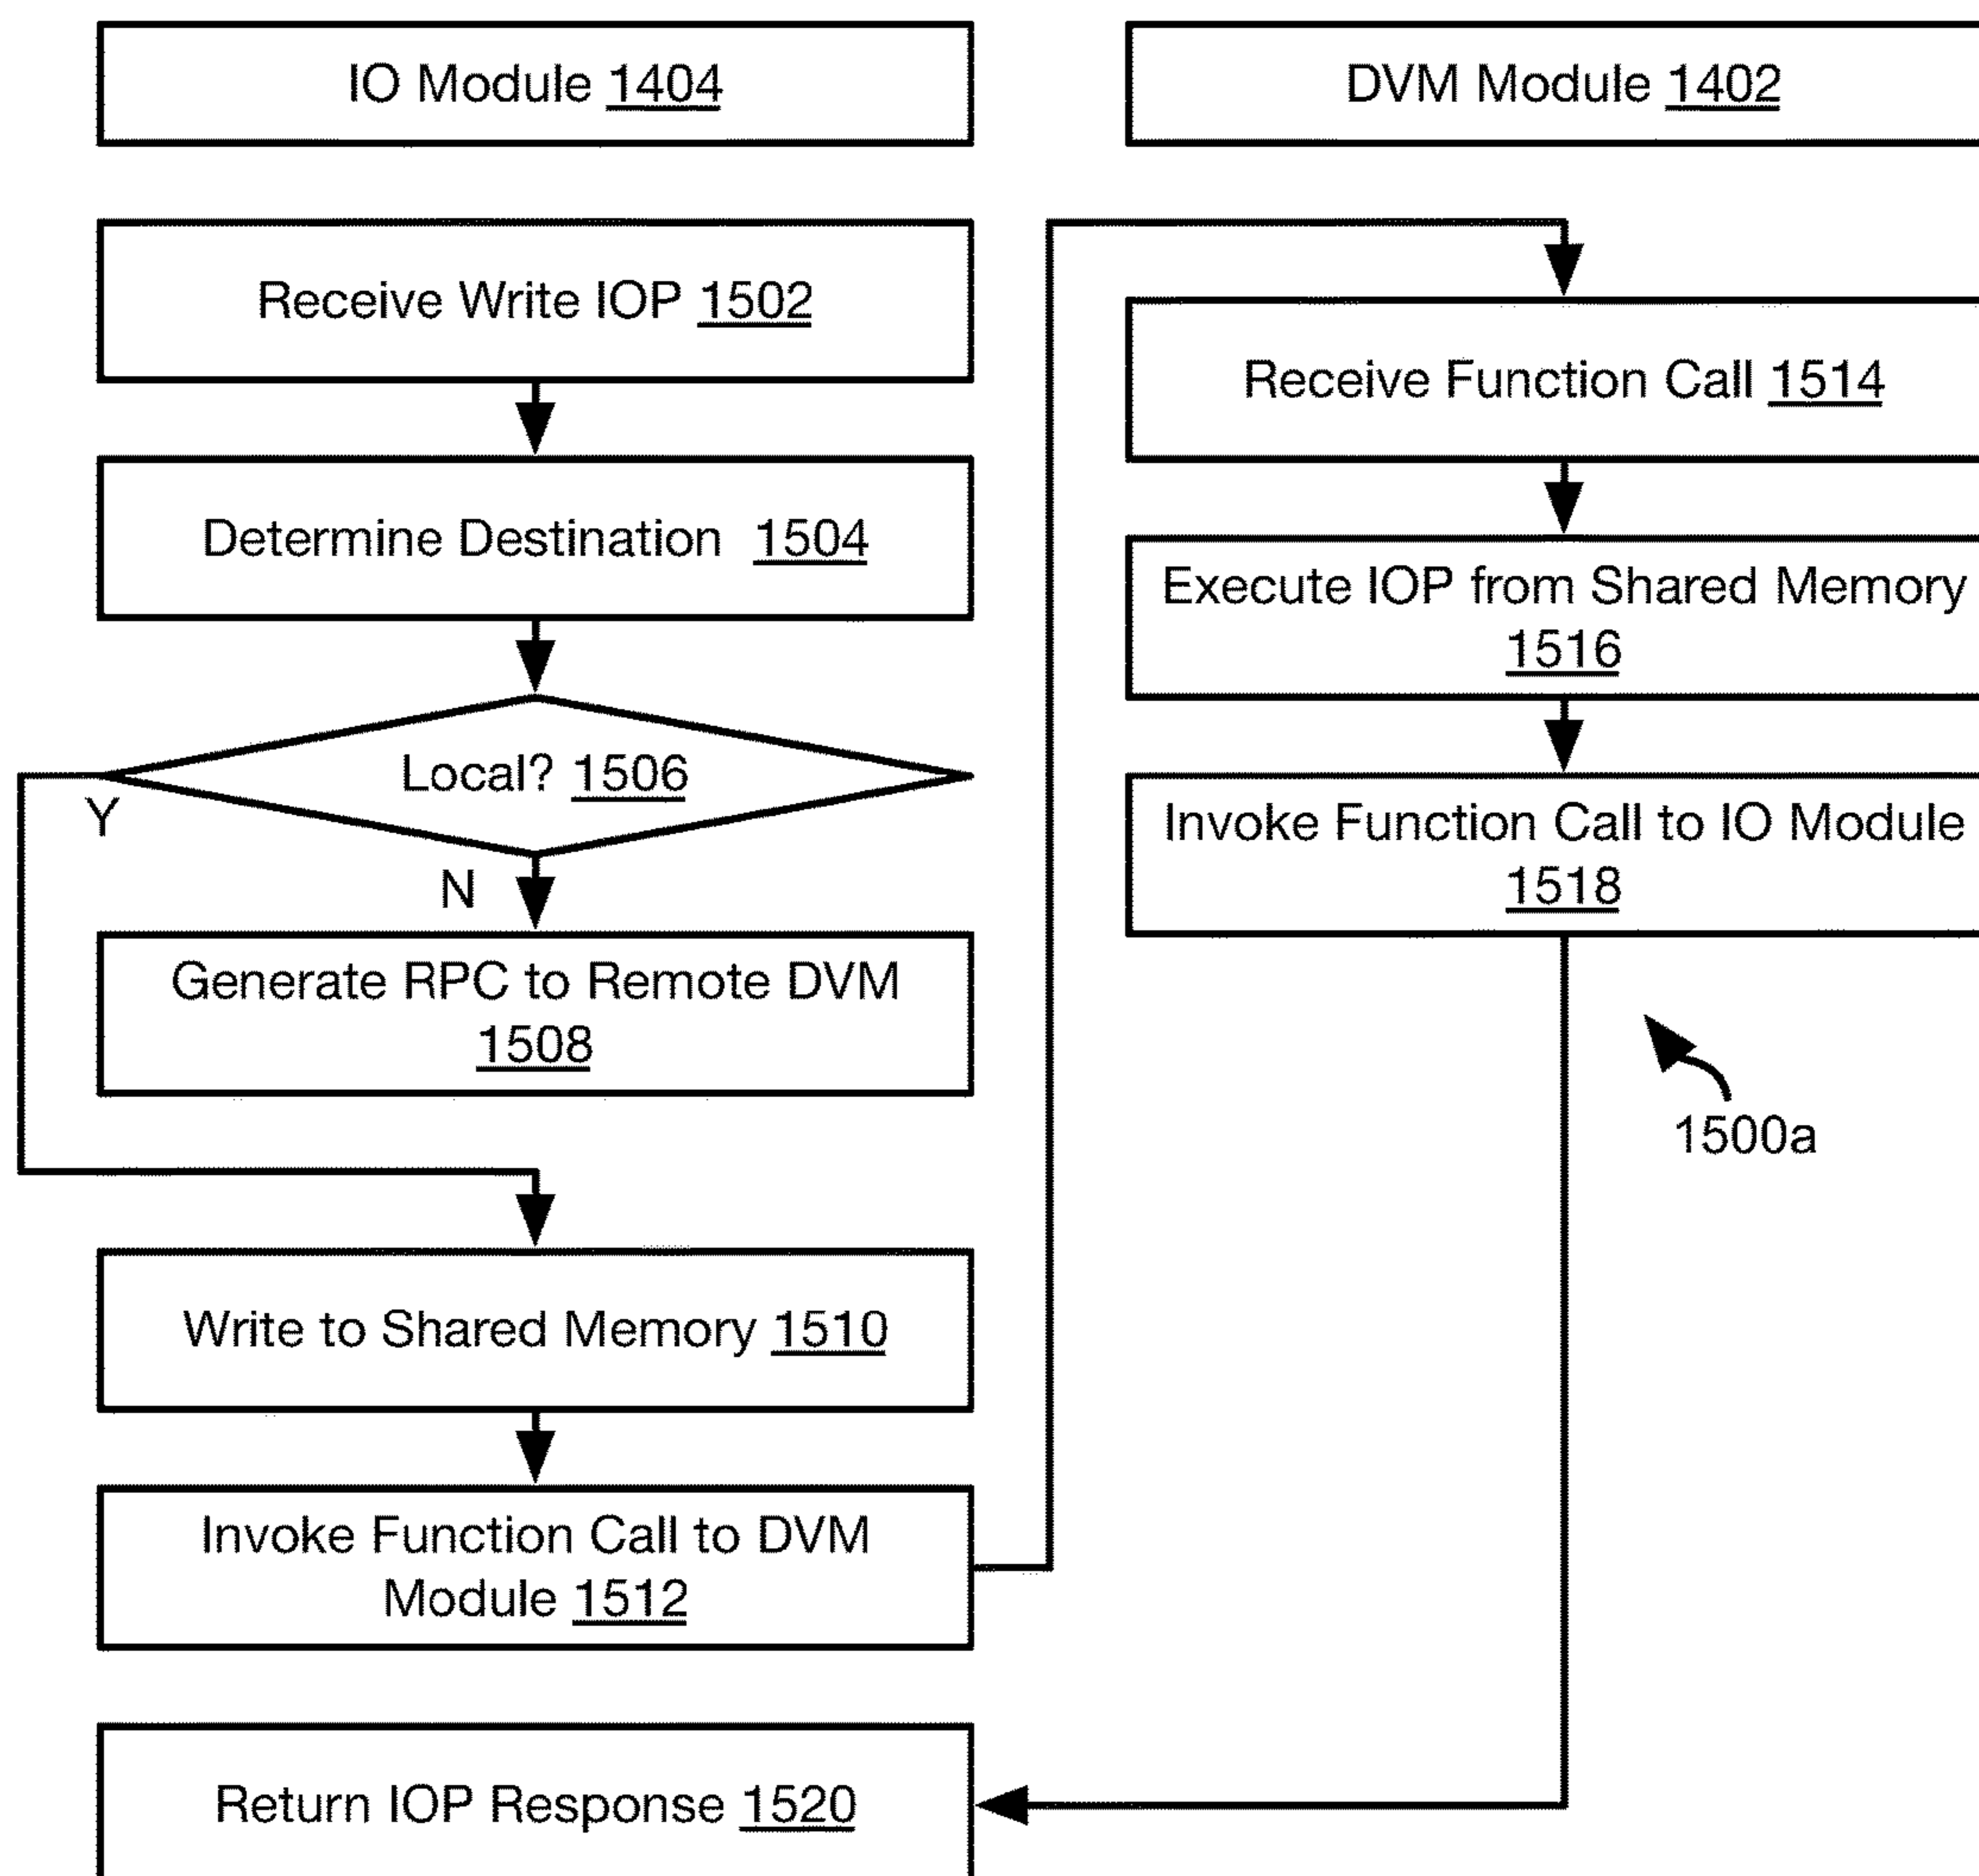 IO Module 1404
DVM Module 1402
Receive Write IOP 1502
Determine Destination 1504
Local? 1506
Y
N
Generate RPC to Remote DVM
1508
Write to Shared Memory 1510
Invoke Function Call to DVM
Module 1512
Receive Function Call 1514
Execute IOP from Shared Memory
1516
Invoke Function Call to IO Module
1518
1500a
Return IOP Response 1520